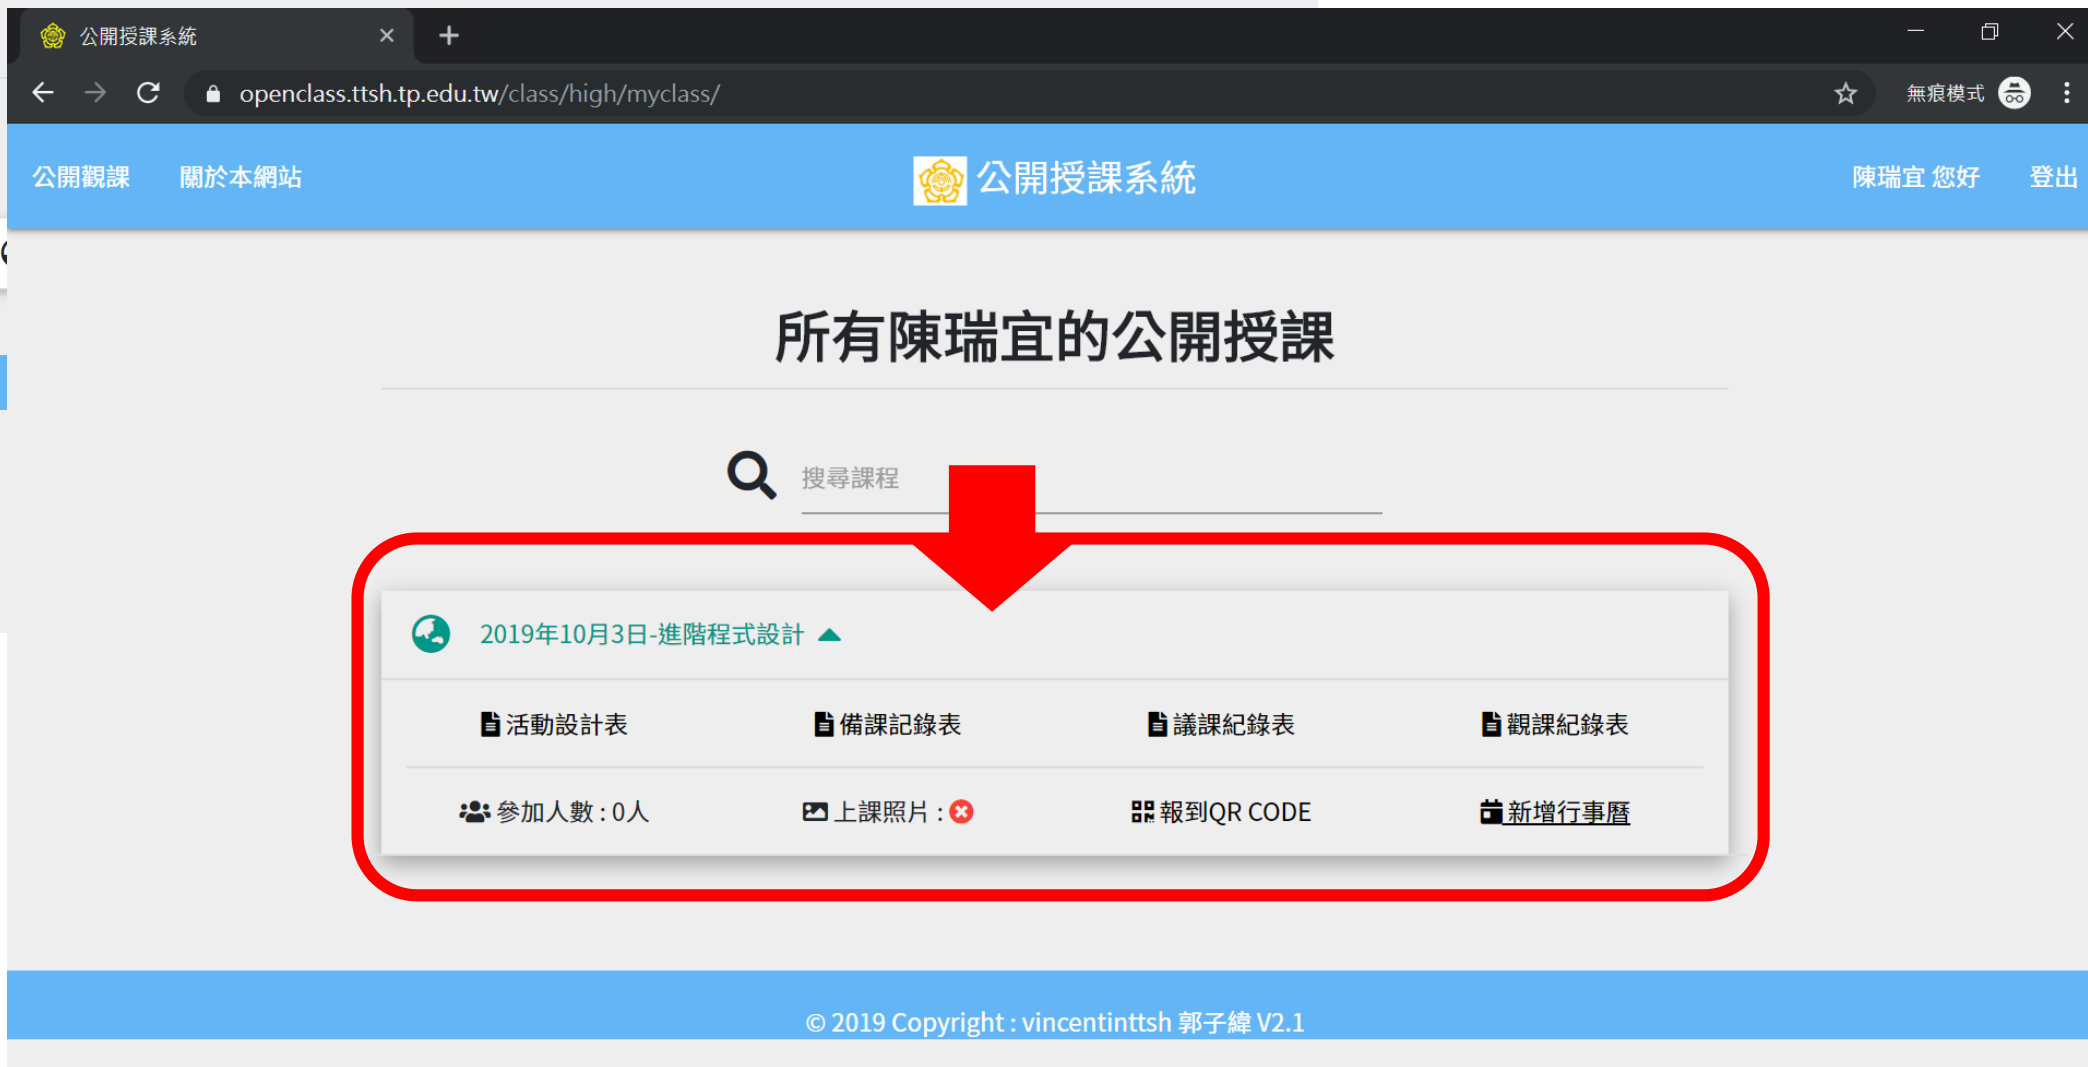 公開授課系統
openclass.ttsh.tp.edu.tw/class/high/myclass/
無痕模式
公開觀課 關於本網站 公開授課系統 陳瑞宜 您好 登出
所有陳瑞宜的公開授課
搜尋課程
2019年10月3日-進階程式設計
活動設計表 備課記錄表 議課紀錄表 觀課紀錄表
參加人數 : 0人 上課照片 : 報到QR CODE 新增行事曆
© 2019 Copyright : vincentinttsh 郭子緯 V2.1